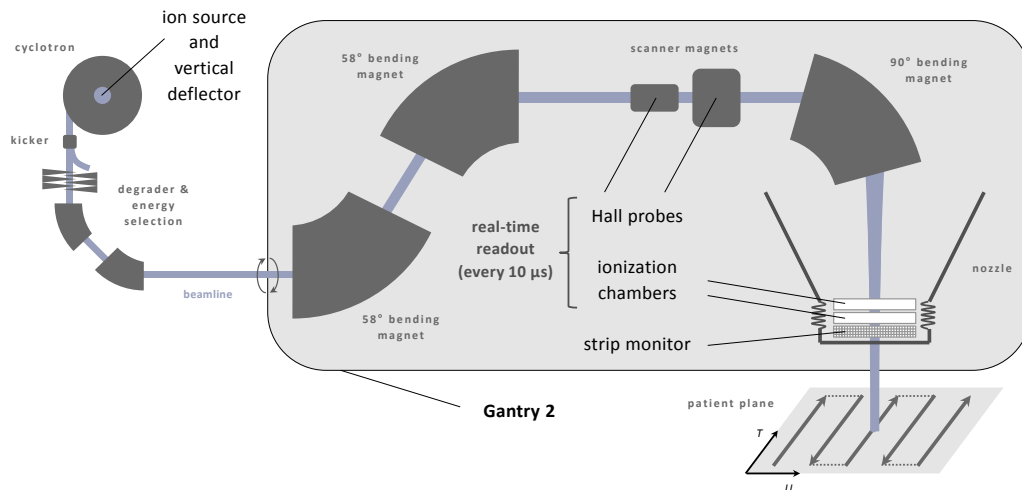 cyclotron
ion source
and
vertical
deflector
kicker
degrader &
energy
selection
beamline
58° bending
magnet
58° bending
magnet
scanner magnets
90° bending
magnet
real-time
readout
(every 10 µs)
Hall probes
ionization
chambers
strip monitor
nozzle
Gantry 2
patient plane
T
U